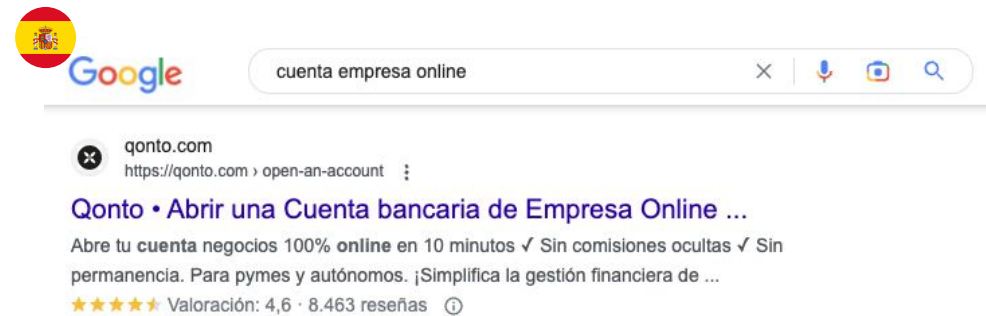 Google
cuenta empresa online
qonto.com
https://qonto.com › open-an-account
Qonto • Abrir una Cuenta bancaria de Empresa Online ...
Abre tu cuenta negocios 100% online en 10 minutos ✓ Sin comisiones ocultas ✓ Sin
permanencia. Para pymes y autónomos. ¡Simplifica la gestión financiera de ...
Valoración: 4,6 · 8.463 reseñas